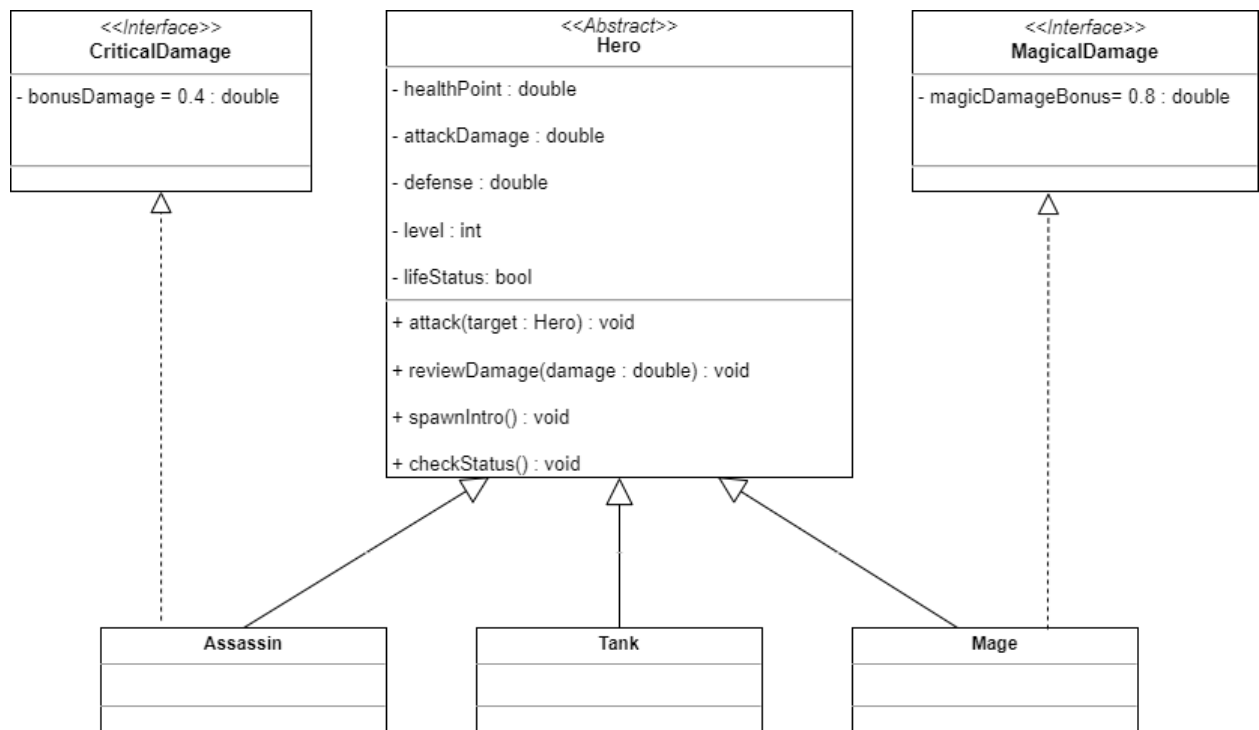 <<Interface>>
CriticalDamage
- bonusDamage = 0.4 : double
<<Abstract>>
Hero
- healthPoint : double
- attackDamage : double
- defense : double
- level : int
- lifeStatus: bool
+ attack(target : Hero) : void
+ reviewDamage(damage : double) : void
+ spawnIntro() : void
+ checkStatus() : void
<<Interface>>
MagicalDamage
- magicDamageBonus= 0.8 : double
Assassin
Tank
Mage